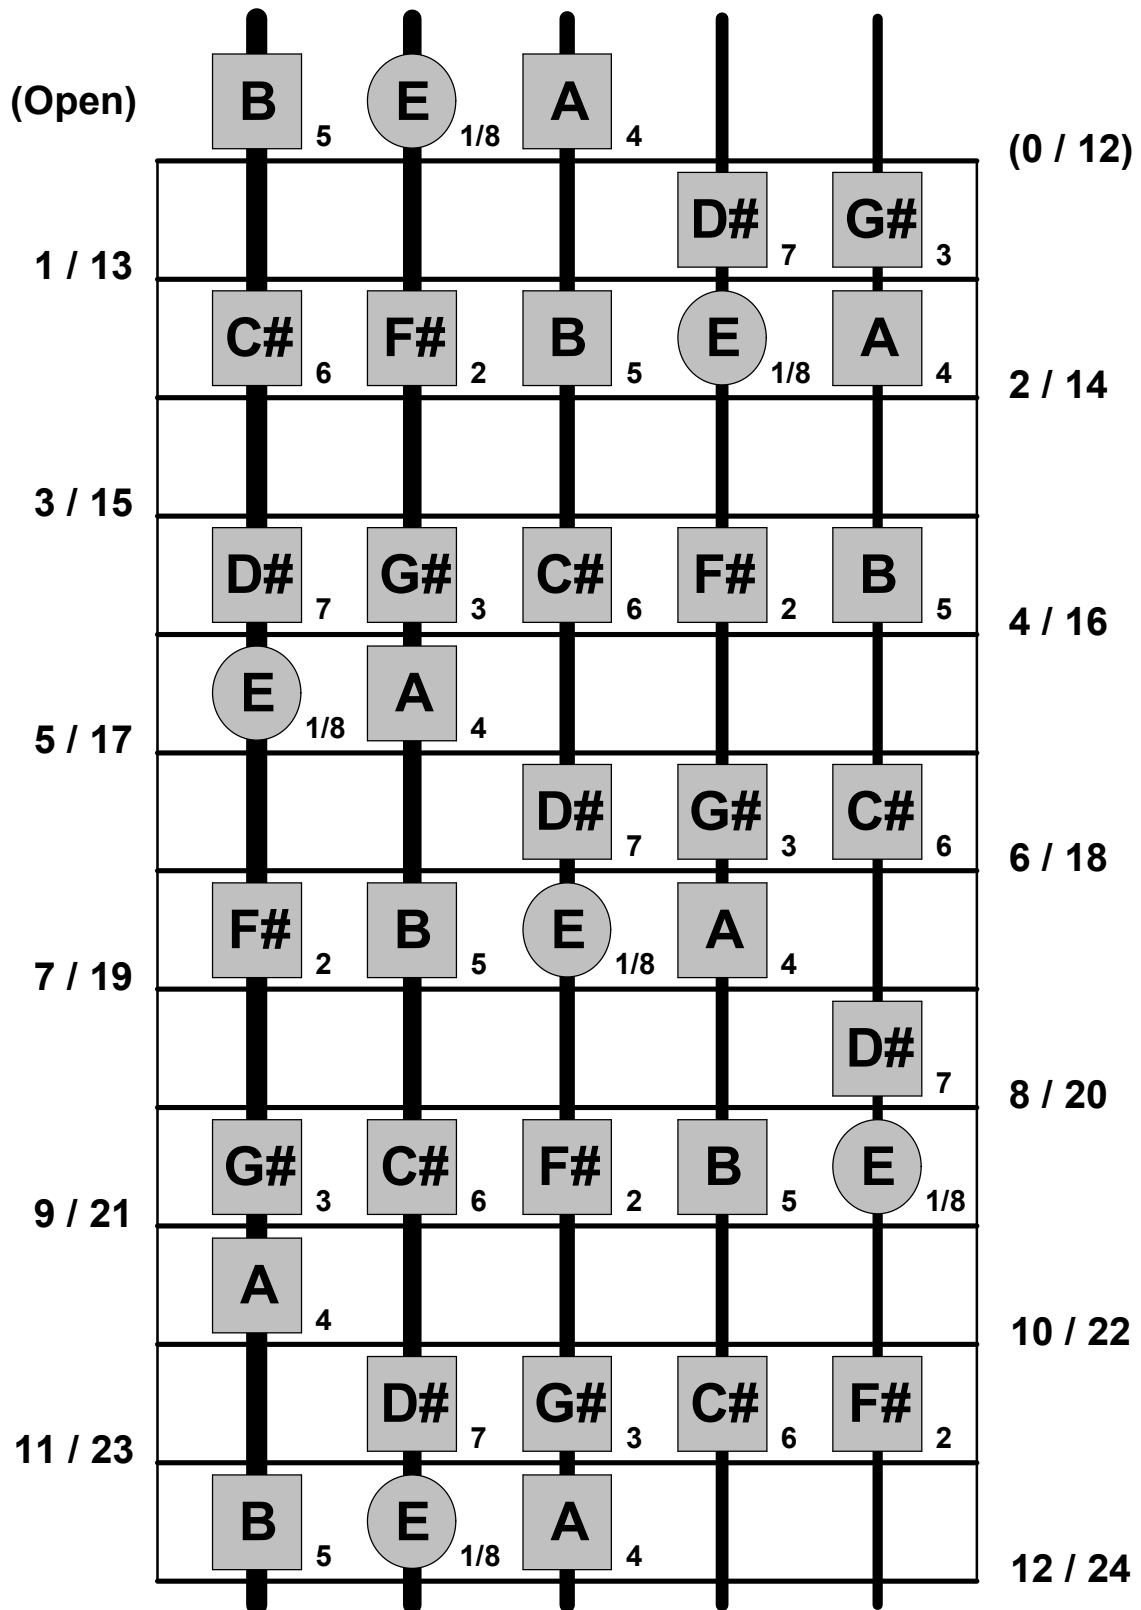 (Open) B 5 E 1/8 A 4
(0 / 12)
D# 7 G# 3
1 / 13
C# 6 F# 2 B 5 E 1/8 A 4
2 / 14
3 / 15
D# 7 G# 3 C# 6 F# 2 B 5
4 / 16
E 1/8 A 4
5 / 17
D# 7 G# 3 C# 6
6 / 18
F# 2 B 5 E 1/8 A 4
7 / 19
D# 7
8 / 20
G# 3 C# 6 F# 2 B 5 E 1/8
9 / 21
A 4
10 / 22
D# 7 G# 3 C# 6 F# 2
11 / 23
B 5 E 1/8 A 4
12 / 24